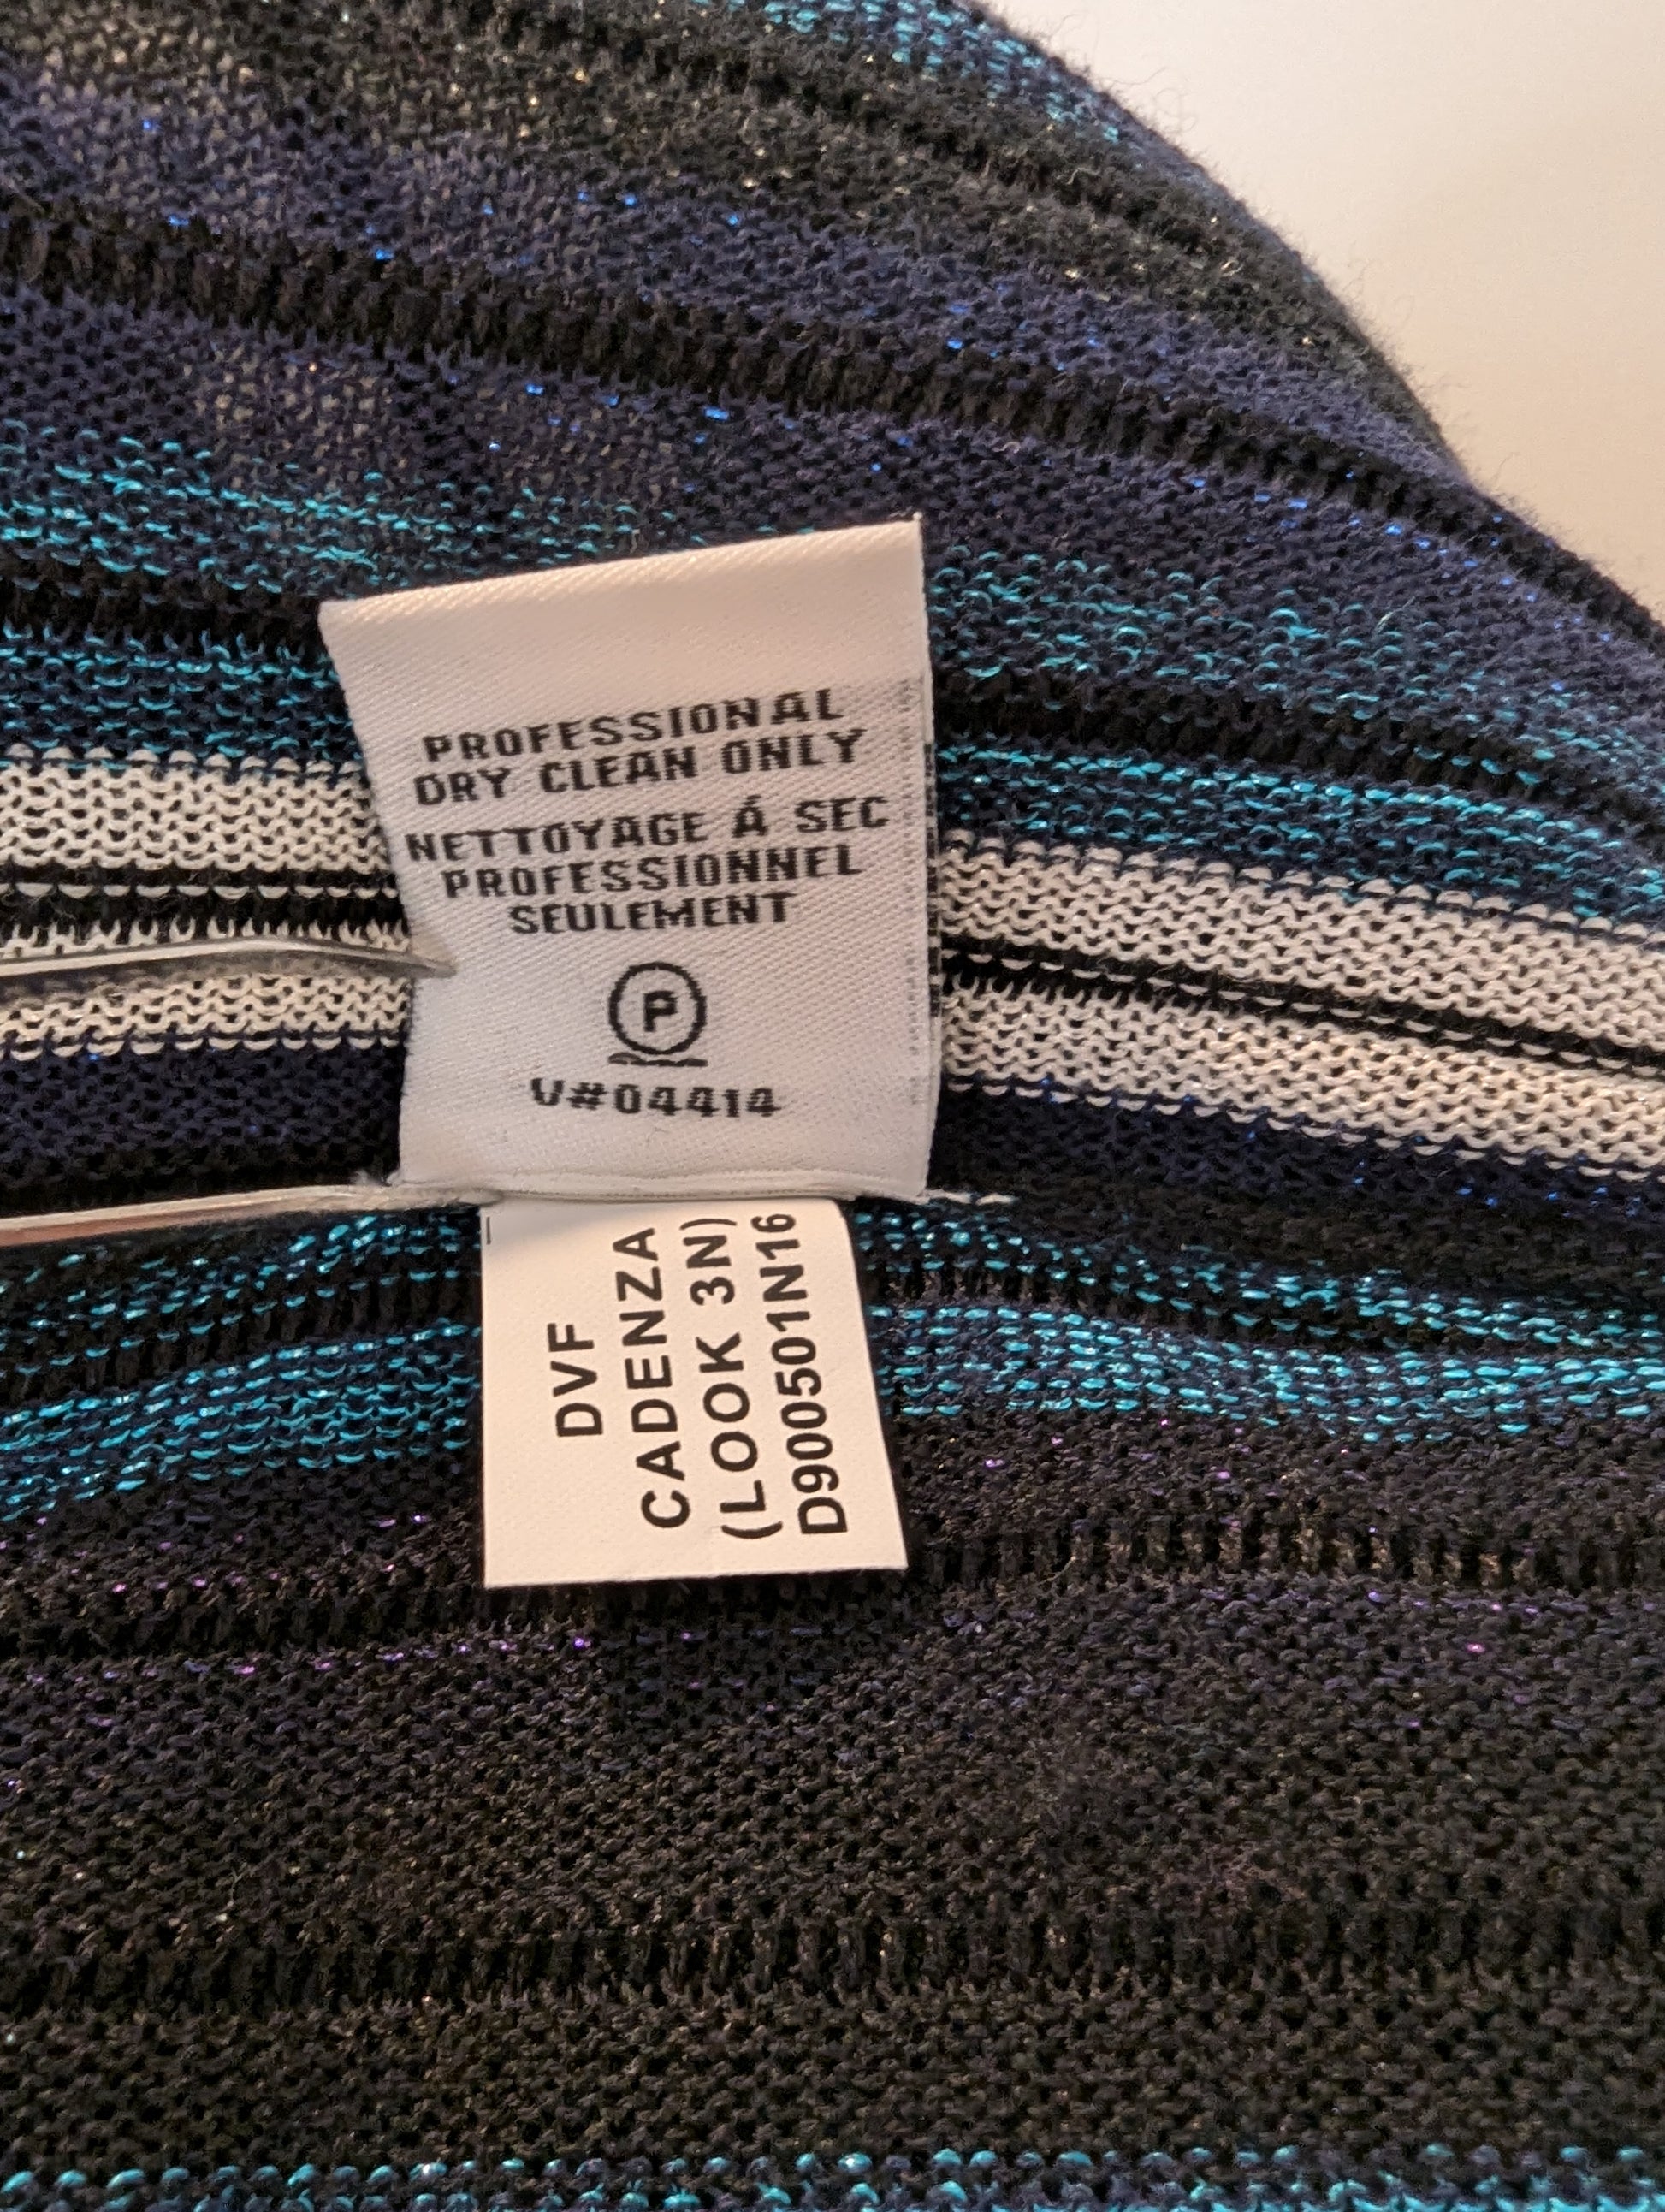 PROFESSIONAL
DRY CLEAN ONLY
NETTOYAGE Á SEC
PROFESSIONNEL
SEULEMENT
P
V#04414
DVF
CADENZA
(LOOK 3N)
D900501N16